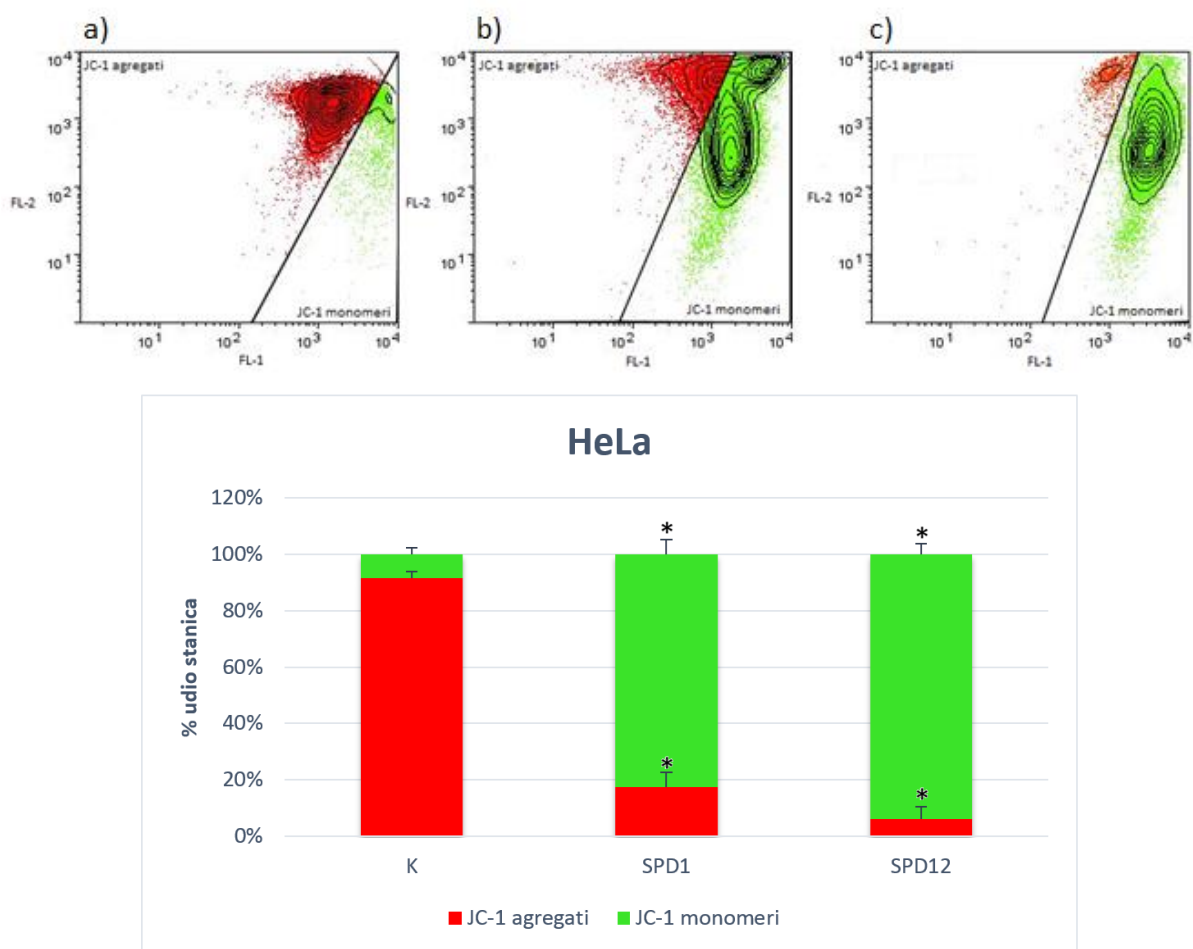 a)
10⁴
JC-1 agregati
10³
FL-2
10²
10¹
JC-1 monomeri
10¹ 10² 10³ 10⁴
FL-1
b)
10⁴
JC-1 agregati
10³
FL-2
10²
10¹
JC-1 monomeri
10¹ 10² 10³ 10⁴
FL-1
c)
10⁴
JC-1 agregati
10³
FL-2
10²
10¹
JC-1 monomeri
10¹ 10² 10³ 10⁴
FL-1
HeLa
% udio stanica
120%
100%
80%
60%
40%
20%
0%
* *
* *
K SPD1 SPD12
JC-1 agregati JC-1 monomeri